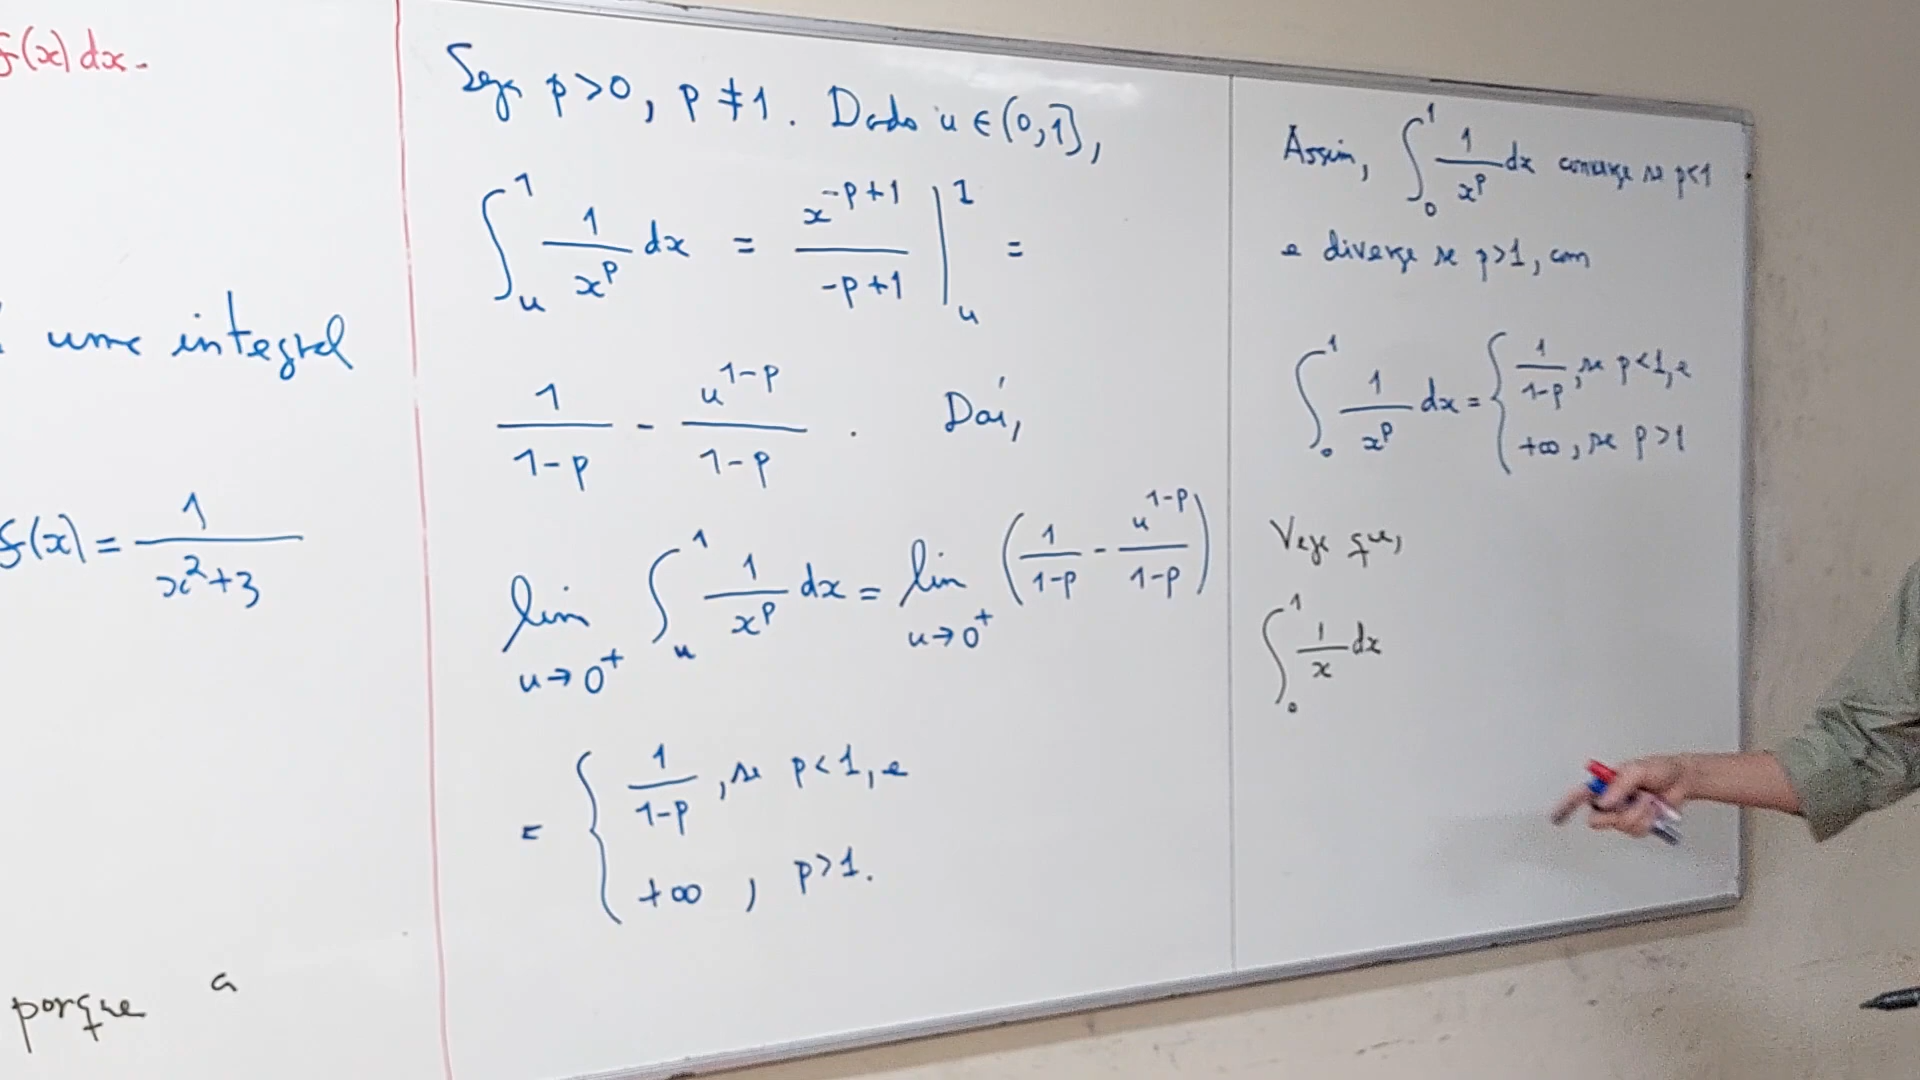 f(x) dx.
uma integral
f(x) = 1/(x²+3)
porque a
Seja p>0, p≠1. Dado u ∈ (0,1],
∫_u^1 1/x^p dx = x^(-p+1)/(-p+1) |_u^1 =
1/(1-p) - u^(1-p)/(1-p). Daí,
lim_(u→0⁺) ∫_u^1 1/x^p dx = lim_(u→0⁺) (1/(1-p) - u^(1-p)/(1-p))
= { 1/(1-p), se p<1, e
+∞, p>1.
Assim, ∫_0^1 1/x^p dx converge se p<1
e diverge se p>1, com
∫_0^1 1/x^p dx = { 1/(1-p), se p<1, e
+∞, se p>1
Veja que,
∫_0^1 1/x dx